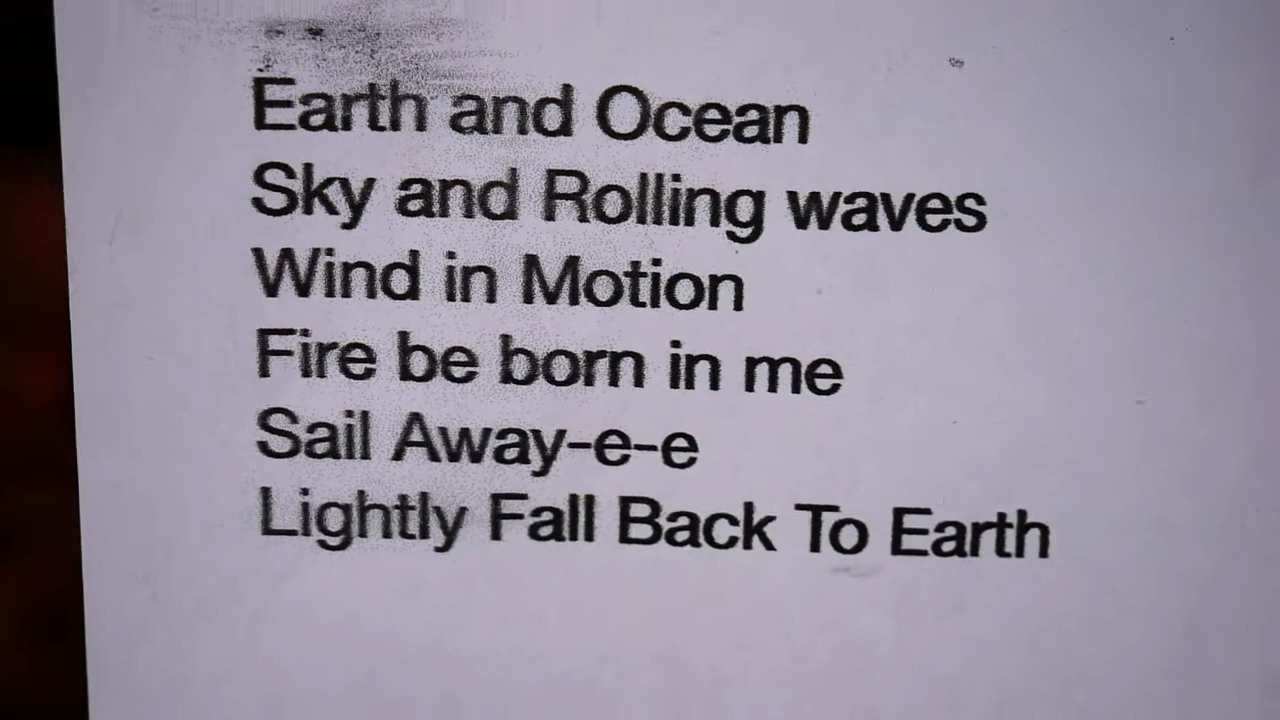 Earth and Ocean
Sky and Rolling waves
Wind in Motion
Fire be born in me
Sail Away-e-e
Lightly Fall Back To Earth